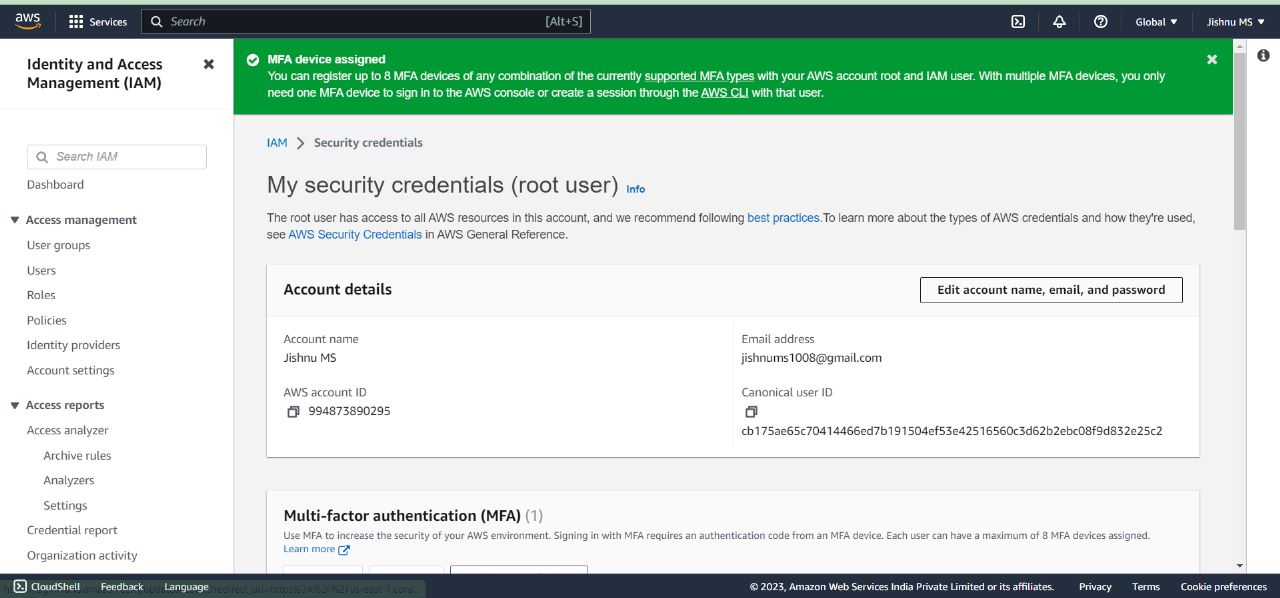 aws
Services
Search
[Alt+S]
Global
Jishnu MS
Identity and Access
Management (IAM)
Search IAM
Dashboard
Access management
User groups
Users
Roles
Policies
Identity providers
Account settings
Access reports
Access analyzer
Archive rules
Analyzers
Settings
Credential report
Organization activity
MFA device assigned
You can register up to 8 MFA devices of any combination of the currently supported MFA types with your AWS account root and IAM user. With multiple MFA devices, you only
need one MFA device to sign in to the AWS console or create a session through the AWS CLI with that user.
IAM
Security credentials
My security credentials (root user) Info
The root user has access to all AWS resources in this account, and we recommend following best practices.To learn more about the types of AWS credentials and how they're used,
see AWS Security Credentials in AWS General Reference.
Account details
Edit account name, email, and password
Account name
Jishnu MS
Email address
jishnums1008@gmail.com
AWS account ID
994873890295
Canonical user ID
cb175ae65c70414466ed7b191504ef53e42516560c3d62b2ebc08f9d832e25c2
Multi-factor authentication (MFA) (1)
Use MFA to increase the security of your AWS environment. Signing in with MFA requires an authentication code from an MFA device. Each user can have a maximum of 8 MFA devices assigned.
Learn more
CloudShell
Feedback
Language
© 2023, Amazon Web Services India Private Limited or its affiliates.
Privacy
Terms
Cookie preferences